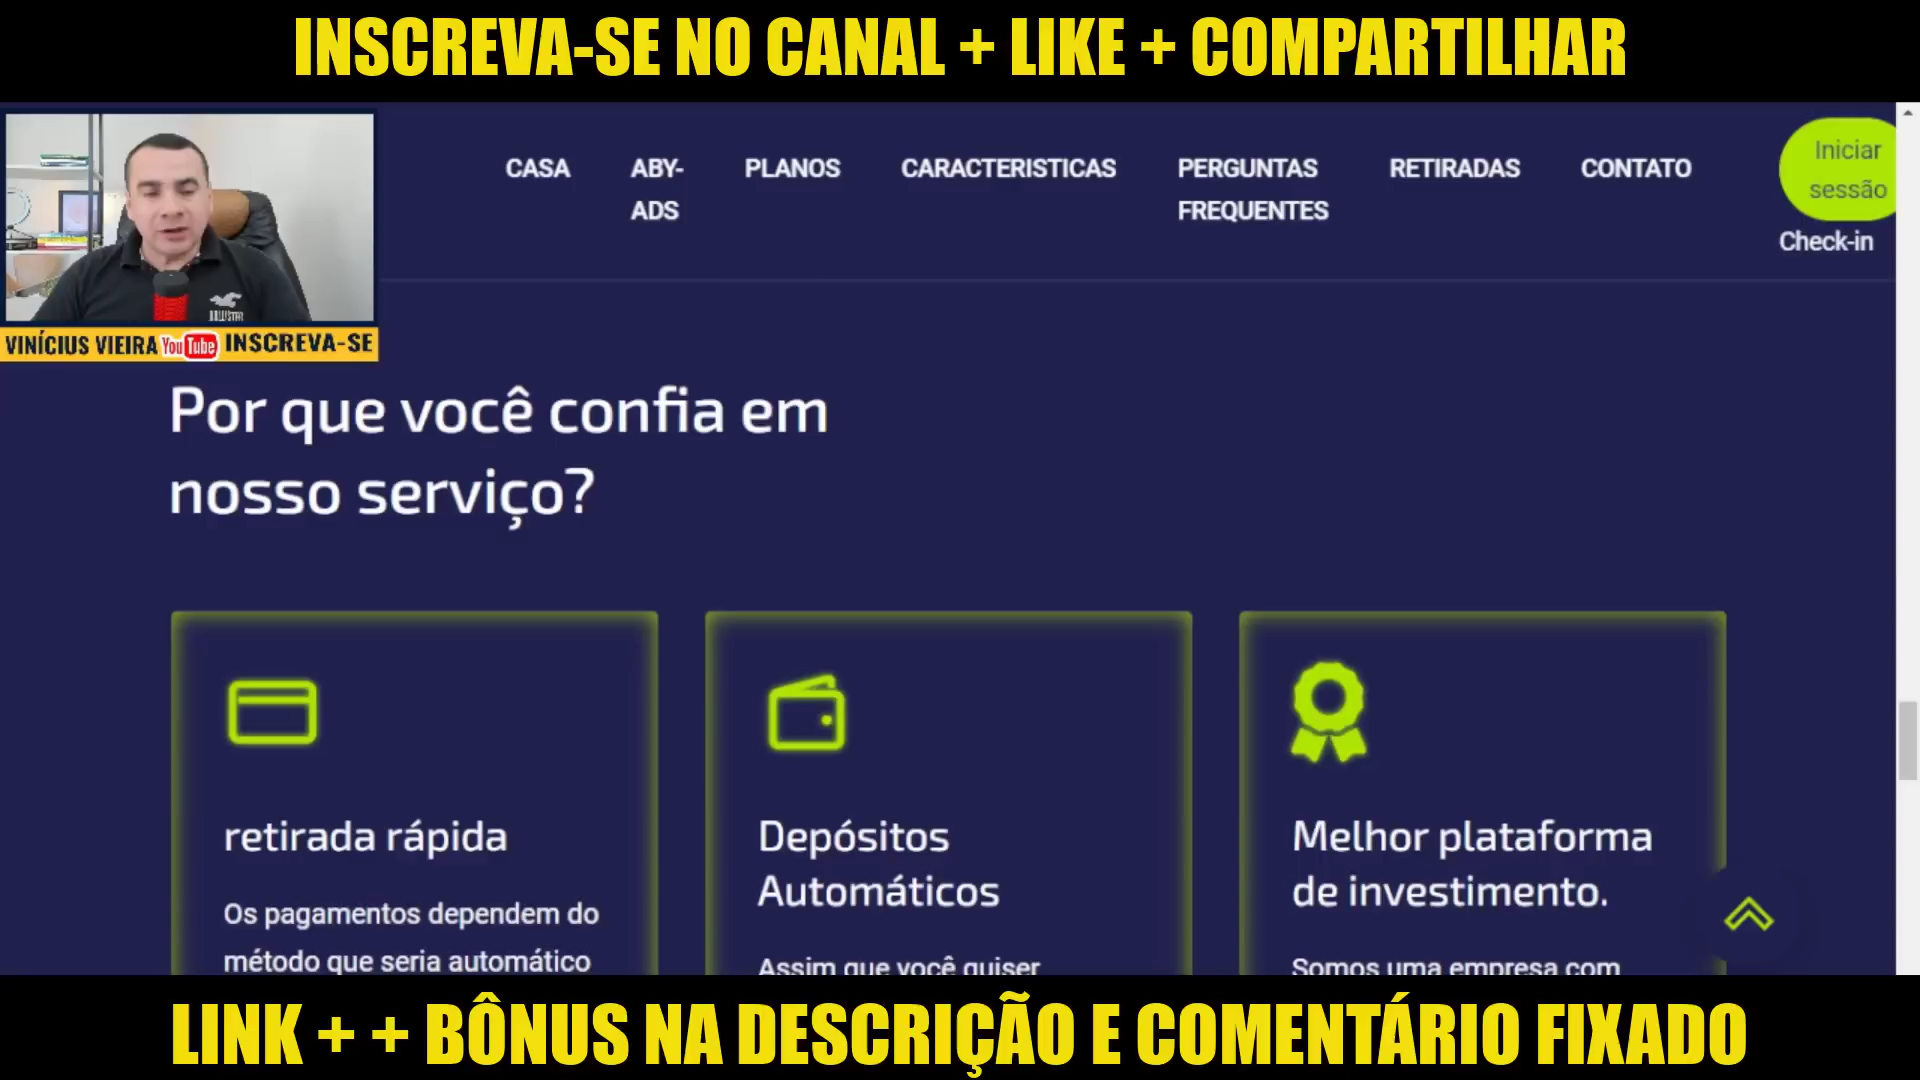 INSCREVA-SE NO CANAL + LIKE + COMPARTILHAR
CASA
ABY-
ADS
PLANOS
CARACTERISTICAS
PERGUNTAS
FREQUENTES
RETIRADAS
CONTATO
Iniciar
sessão
Check-in
HOLLISTER
VINÍCIUS VIEIRA YouTube INSCREVA-SE
Por que você confia em
nosso serviço?
retirada rápida
Os pagamentos dependem do
método que seria automático
Depósitos
Automáticos
Assim que você quiser
Melhor plataforma
de investimento.
Somos uma empresa com
LINK + + BÔNUS NA DESCRIÇÃO E COMENTÁRIO FIXADO